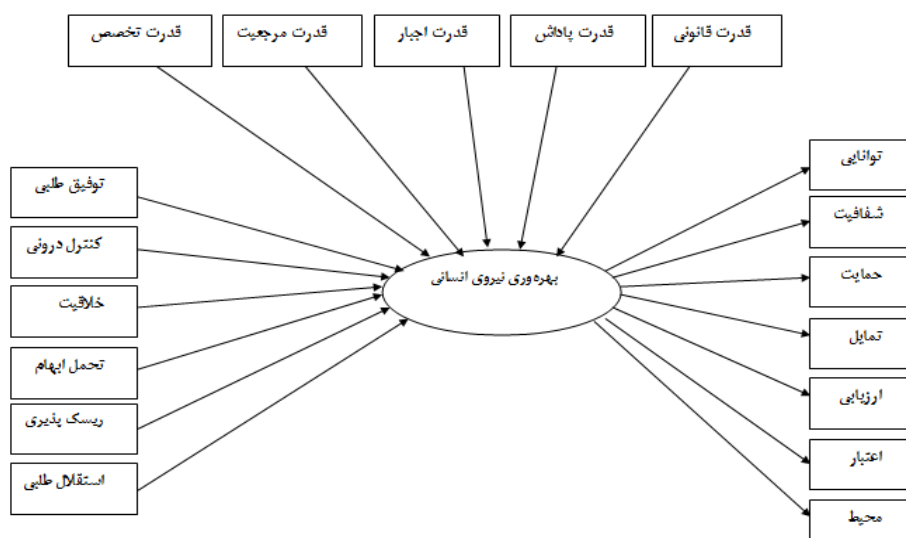 قدرت قانونی
قدرت پاداش
قدرت اجبار
قدرت مرجعیت
قدرت تخصص
توانایی
شفافیت
حمایت
تمایل
ارزیابی
اعتبار
محیط
بهره‌وری نیروی انسانی
توفیق طلبی
کنترل درونی
خلاقیت
تحمل ابهام
ریسک پذیری
استقلال طلبی